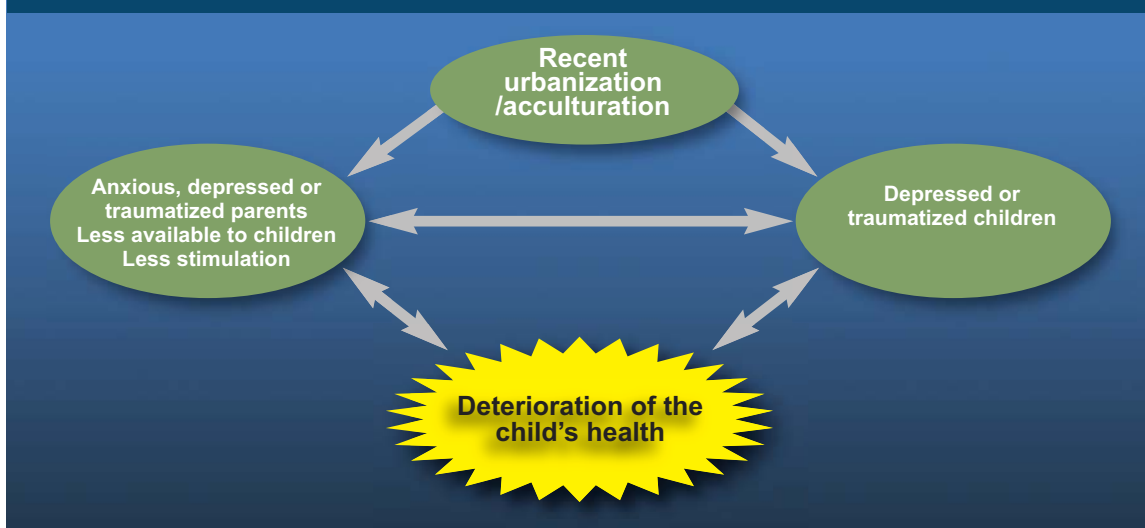 Recent
urbanization
/acculturation
Anxious, depressed or
traumatized parents
Less available to children
Less stimulation
Depressed or
traumatized children
Deterioration of the
child’s health